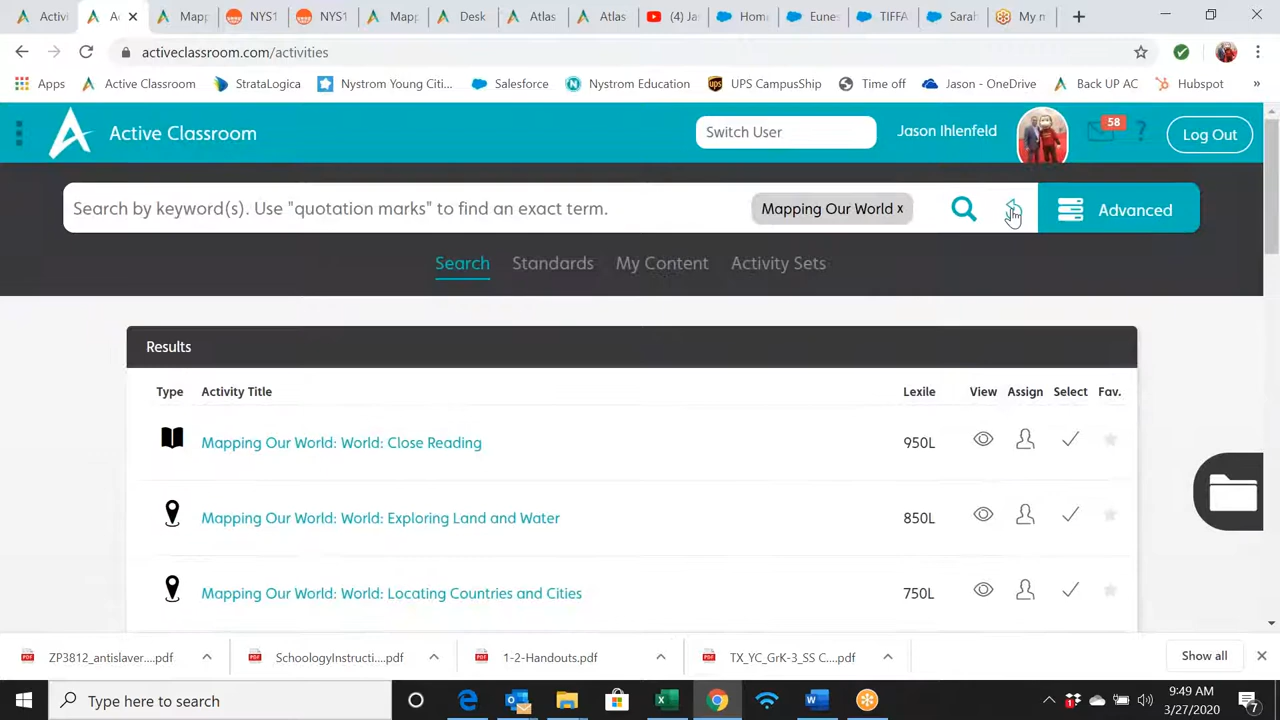 Activi
Ac
Mapp
NYS1
NYS1
Mapp
Desk
Atlas
Atlas
(4) Ja
Home
Eunes
TIFFA
Sarah
My m
activeclassroom.com/activities
Apps
Active Classroom
StrataLogica
Nystrom Young Citi...
Salesforce
Nystrom Education
UPS CampusShip
Time off
Jason - OneDrive
Back UP AC
Hubspot
»
Active Classroom
Switch User
Jason Ihlenfeld
58
?
Log Out
Search by keyword(s). Use "quotation marks" to find an exact term.
Mapping Our World x
Advanced
Search
Standards
My Content
Activity Sets
Results
Type
Activity Title
Lexile
View
Assign
Select
Fav.
Mapping Our World: World: Close Reading
950L
Mapping Our World: World: Exploring Land and Water
850L
Mapping Our World: World: Locating Countries and Cities
750L
ZP3812_antislaver....pdf
SchoologyInstructi....pdf
1-2-Handouts.pdf
TX_YC_GrK-3_SS C....pdf
Show all
Type here to search
9:49 AM
3/27/2020
7